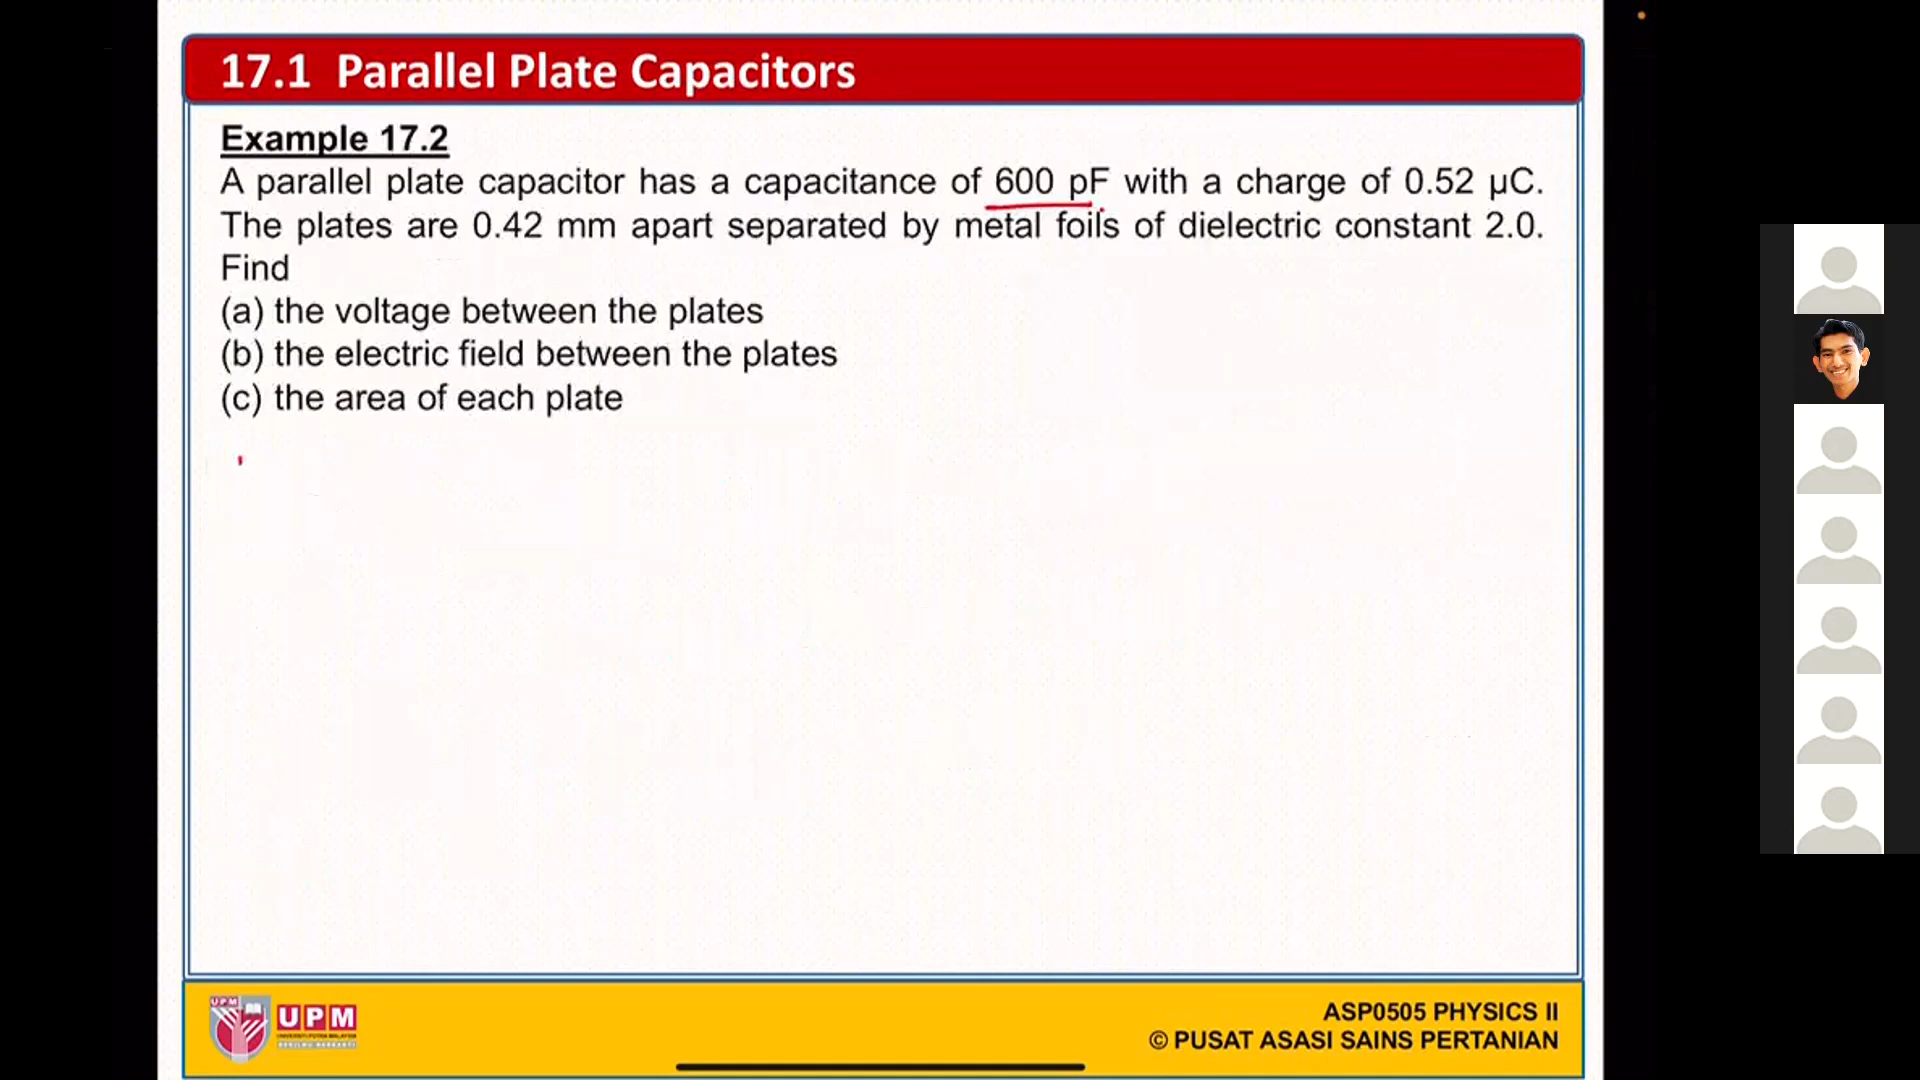 17.1 Parallel Plate Capacitors
Example 17.2
A parallel plate capacitor has a capacitance of 600 pF with a charge of 0.52 µC.
The plates are 0.42 mm apart separated by metal foils of dielectric constant 2.0.
Find
(a) the voltage between the plates
(b) the electric field between the plates
(c) the area of each plate
UPM
UPM
ASP0505 PHYSICS II
© PUSAT ASASI SAINS PERTANIAN